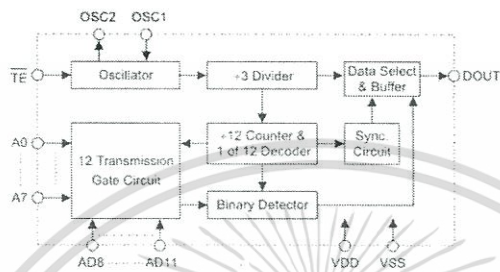 OSC2 OSC1
TE
Oscillator
÷3 Divider
Data Select
& Buffer
DOUT
A0
12 Transmission
Gate Circuit
÷12 Counter &
1 of 12 Decoder
Sync.
Circuit
A7
Binary Detector
AD8 AD11 VDD VSS